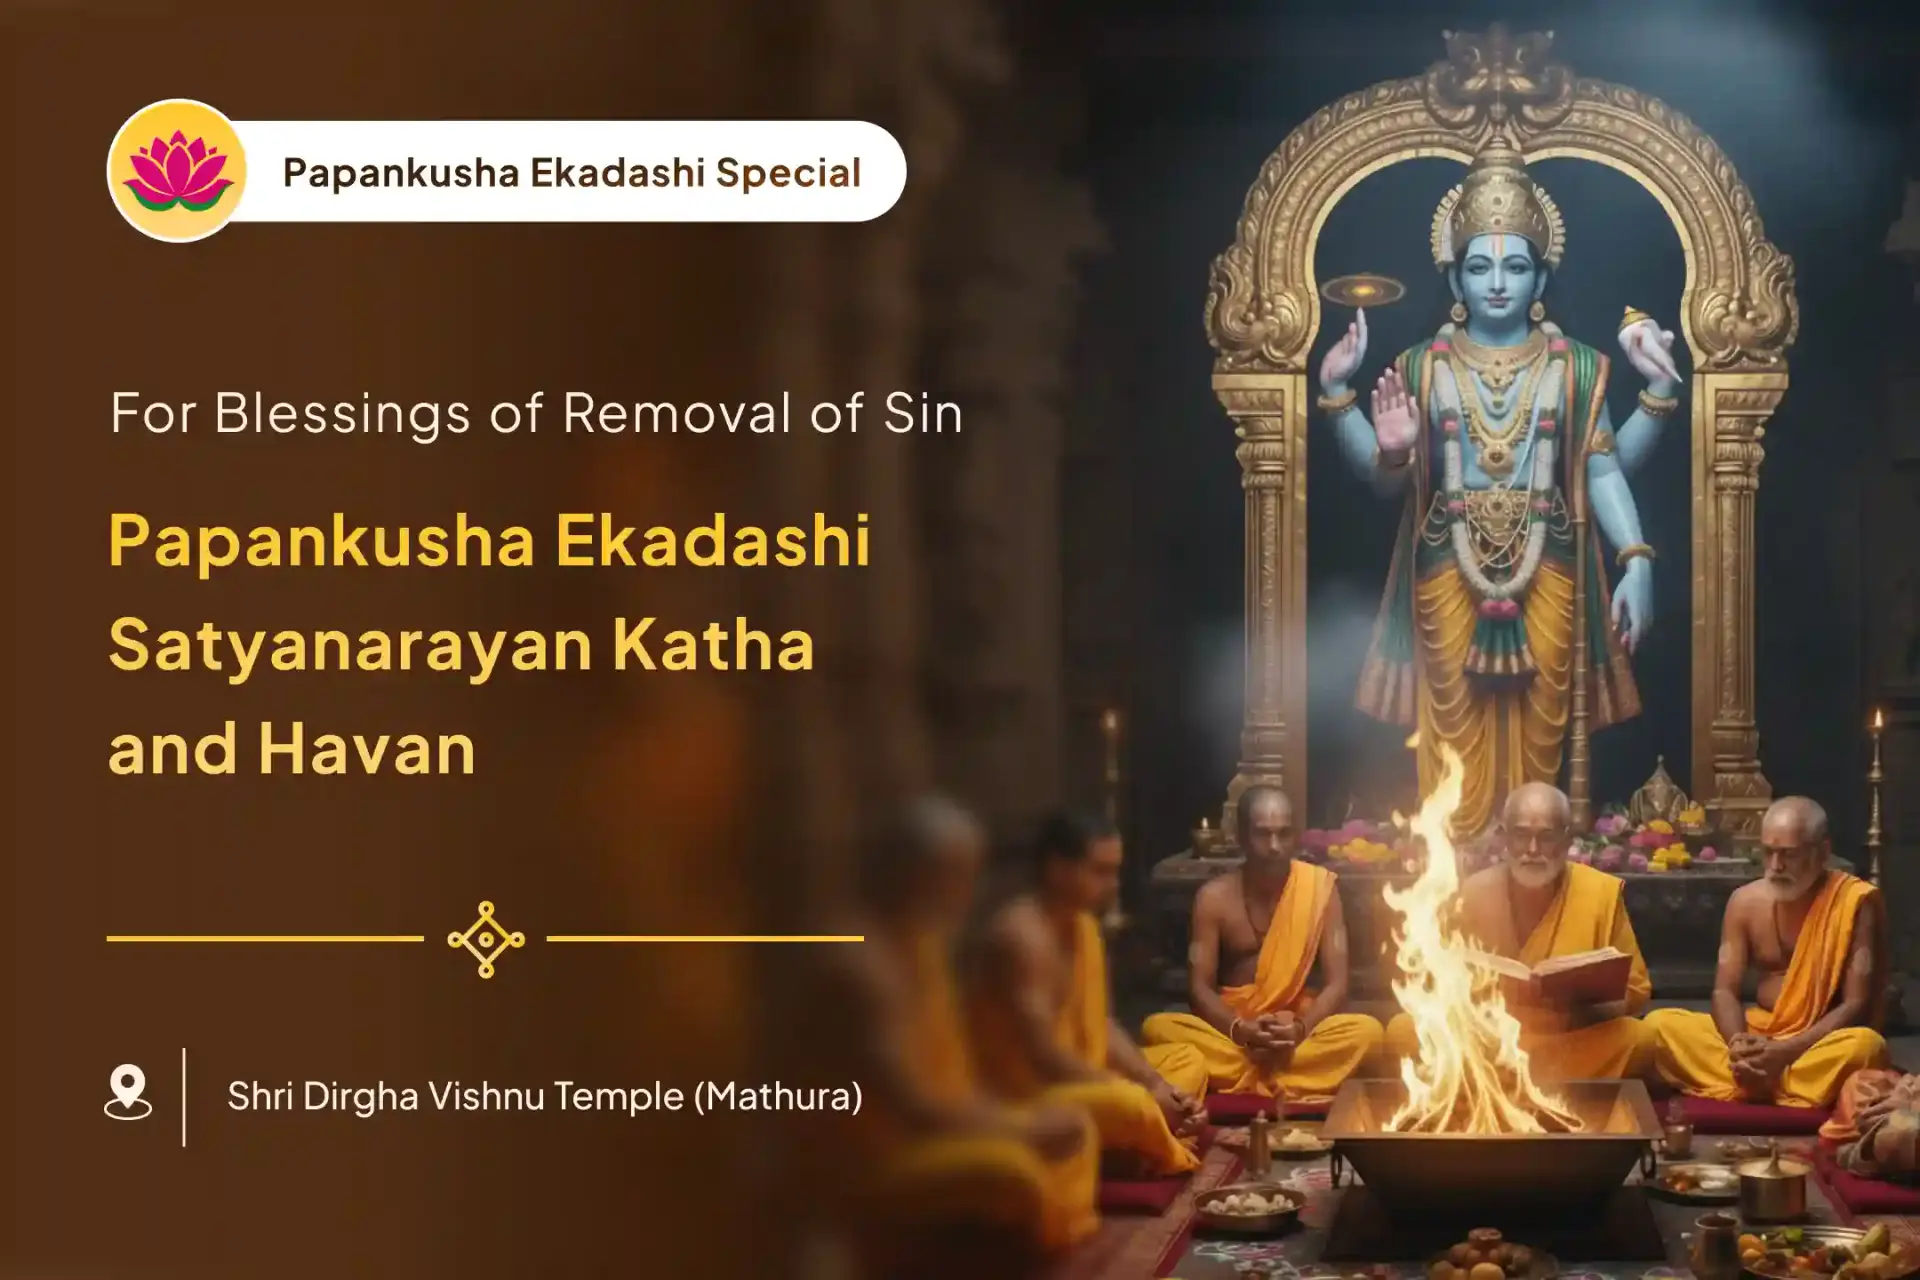 Papankusha Ekadashi Special
For Blessings of Removal of Sin
Papankusha Ekadashi
Satyanarayan Katha
and Havan
Shri Dirgha Vishnu Temple (Mathura)